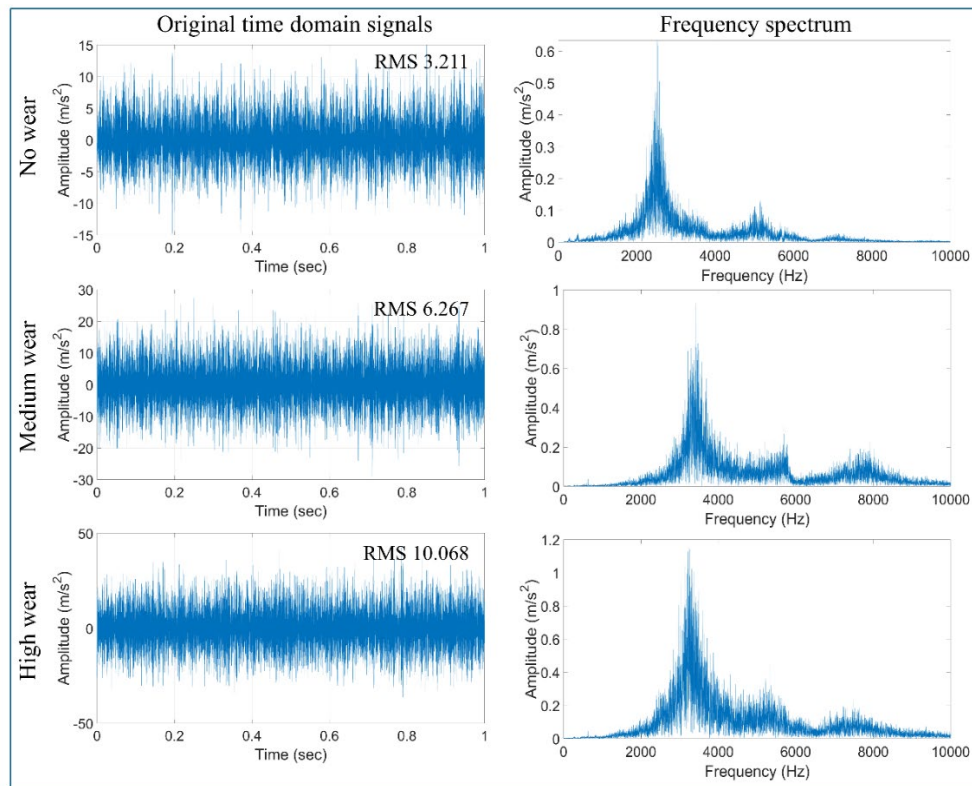 Original time domain signals
Frequency spectrum
No wear
Amplitude (m/s²)
15
10
5
0
-5
-10
-15
RMS 3.211
0 0.2 0.4 0.6 0.8 1
Time (sec)
Amplitude (m/s²)
0.6
0.5
0.4
0.3
0.2
0.1
0
0 2000 4000 6000 8000 10000
Frequency (Hz)
Medium wear
Amplitude (m/s²)
30
20
10
0
-10
-20
-30
RMS 6.267
0 0.2 0.4 0.6 0.8 1
Time (sec)
Amplitude (m/s²)
1
0.8
0.6
0.4
0.2
0
0 2000 4000 6000 8000 10000
Frequency (Hz)
High wear
Amplitude (m/s²)
50
0
-50
RMS 10.068
0 0.2 0.4 0.6 0.8 1
Time (sec)
Amplitude (m/s²)
1.2
1
0.8
0.6
0.4
0.2
0
0 2000 4000 6000 8000 10000
Frequency (Hz)